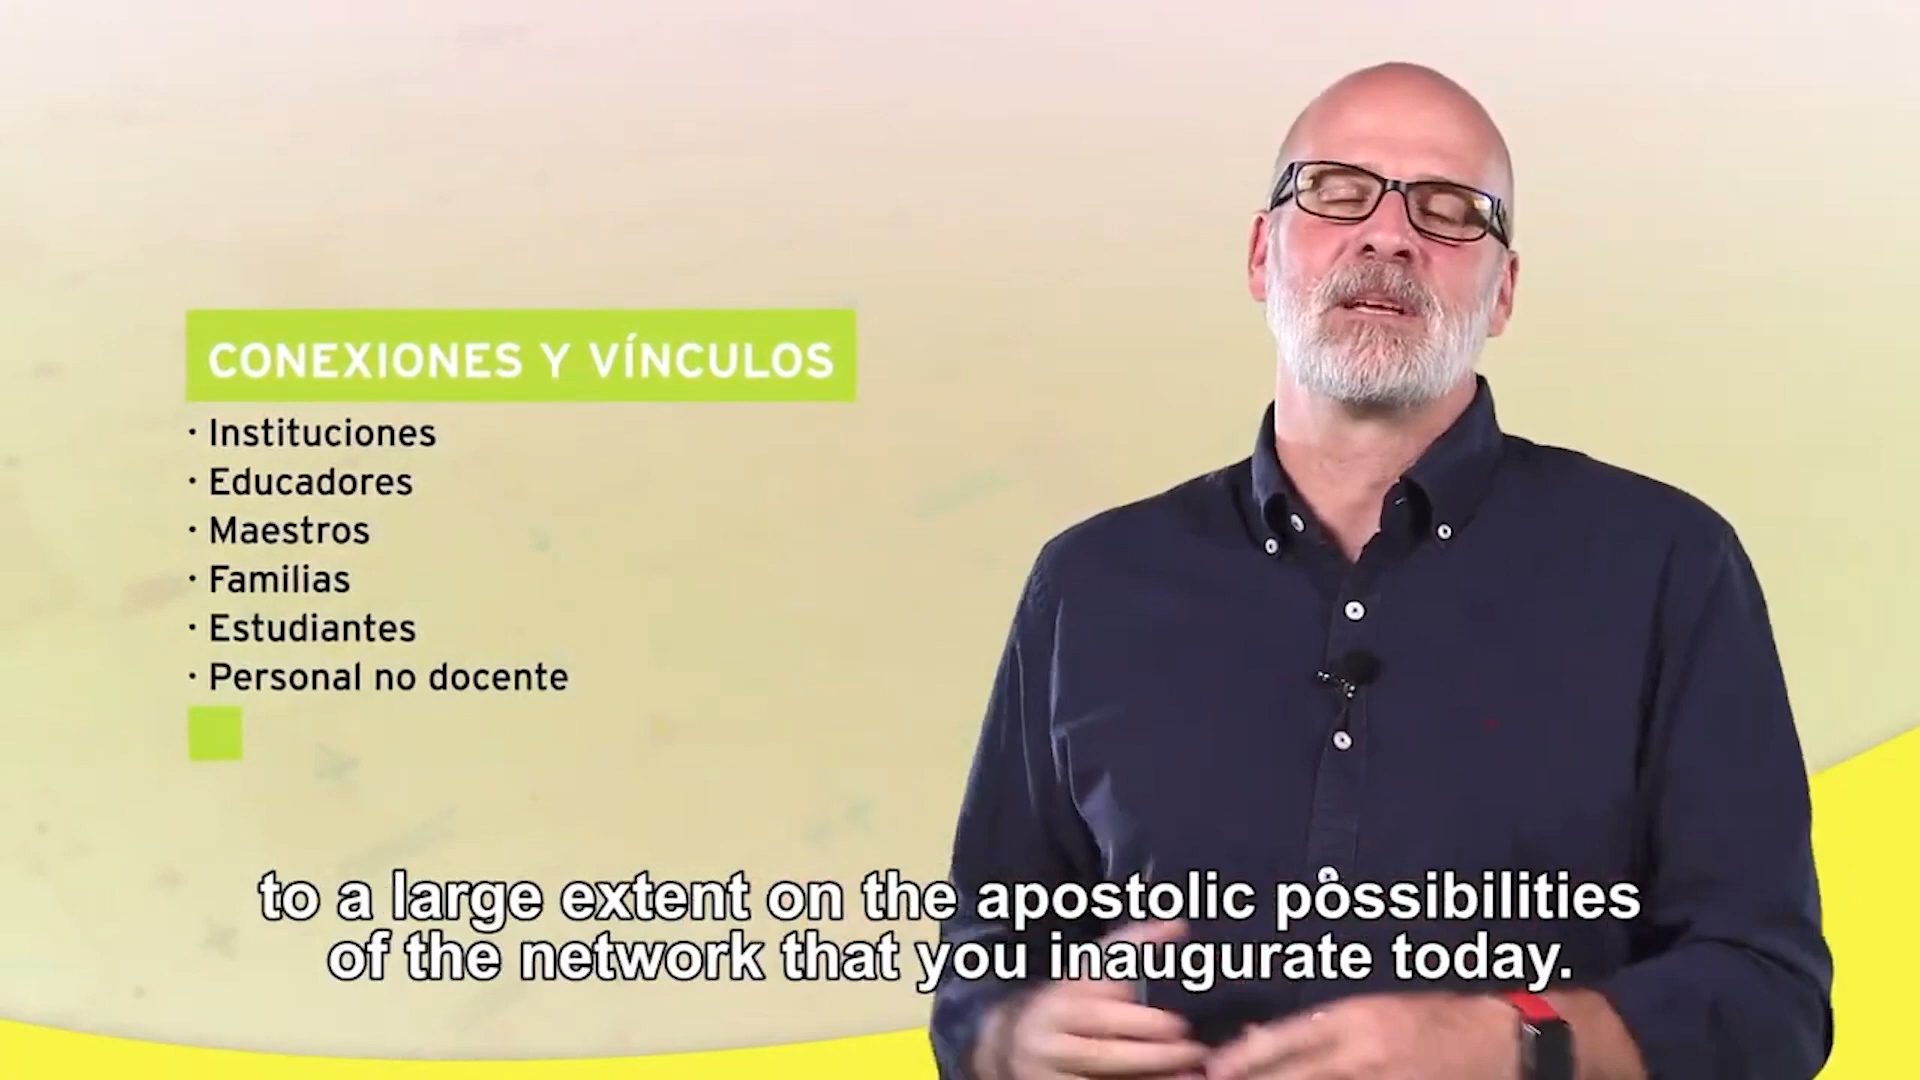 CONEXIONES Y VÍNCULOS
· Instituciones
· Educadores
· Maestros
· Familias
· Estudiantes
· Personal no docente
to a large extent on the apostolic possibilities
of the network that you inaugurate today.